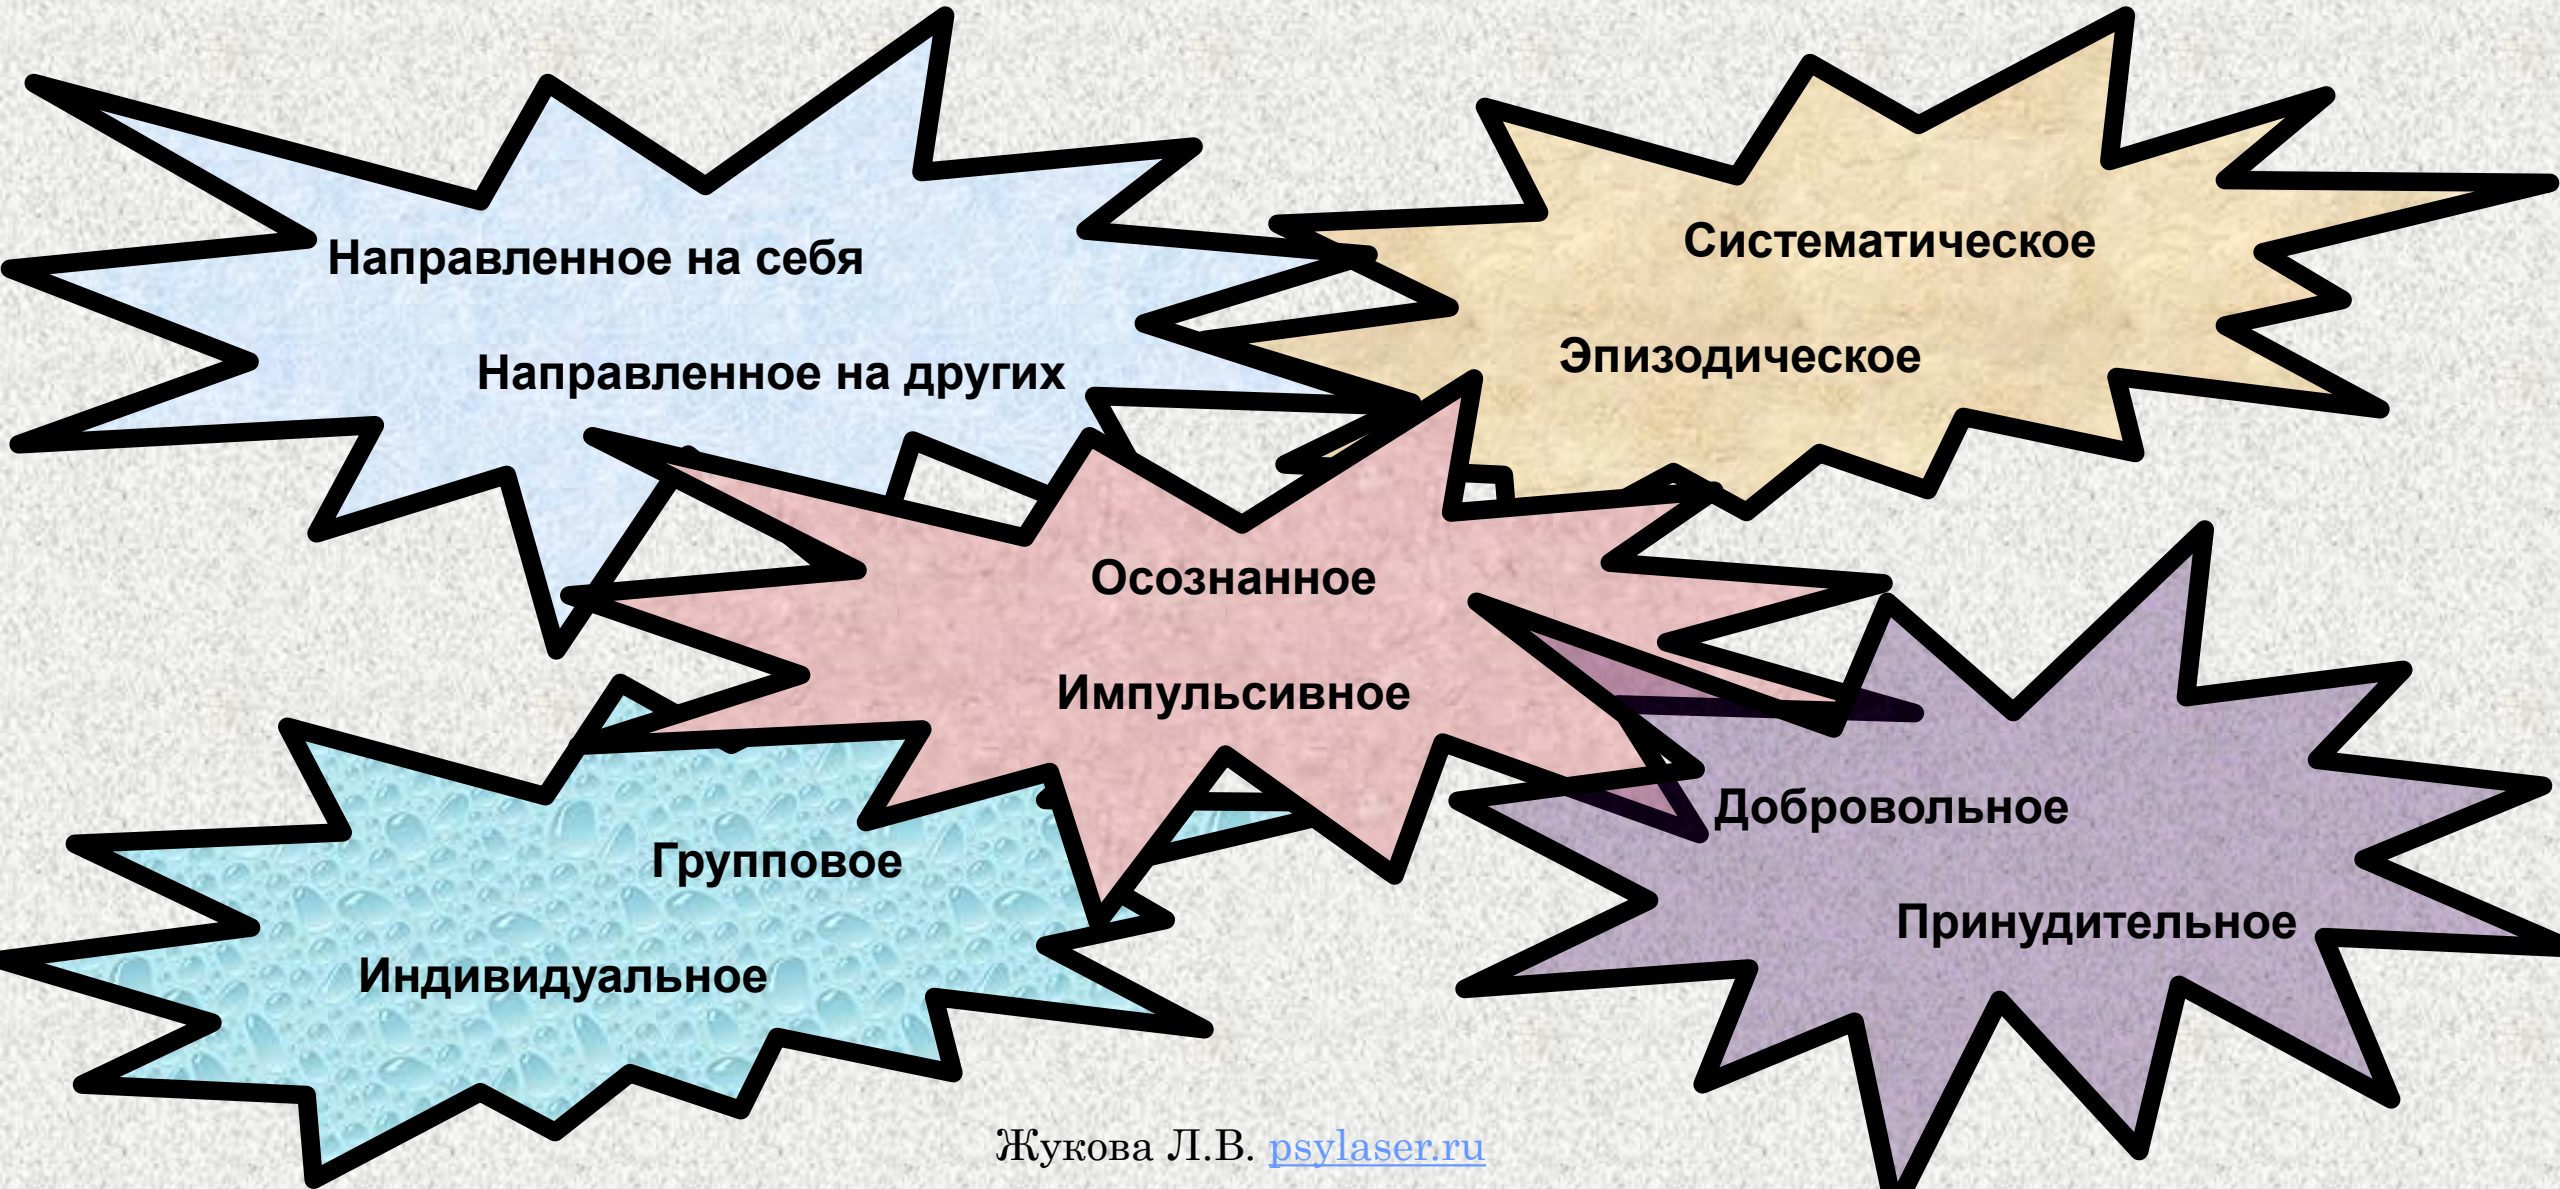 Направленное на себя
Направленное на других
Систематическое
Эпизодическое
Осознанное
Импульсивное
Групповое
Индивидуальное
Добровольное
Принудительное
Жукова Л.В. psylaser.ru